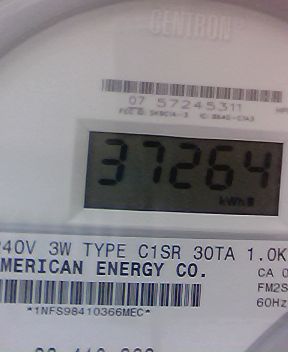 CENTRON
07 57245311
37264
kWh
240V 3W TYPE C1SR 30TA 1.0K
AMERICAN ENERGY CO.
CA 0
FM2S
60Hz
*1NFS98410366MEC*